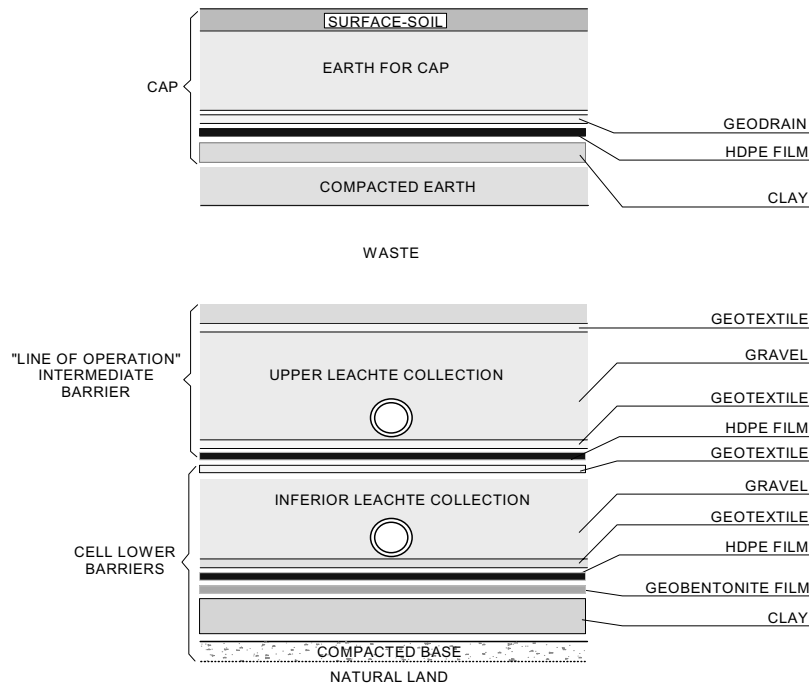 SURFACE-SOIL
EARTH FOR CAP
CAP
GEODRAIN
HDPE FILM
CLAY
COMPACTED EARTH
WASTE
GEOTEXTILE
"LINE OF OPERATION"
INTERMEDIATE
BARRIER
UPPER LEACHTE COLLECTION
GRAVEL
GEOTEXTILE
HDPE FILM
GEOTEXTILE
INFERIOR LEACHTE COLLECTION
GRAVEL
GEOTEXTILE
CELL LOWER
BARRIERS
HDPE FILM
GEOBENTONITE FILM
CLAY
COMPACTED BASE
NATURAL LAND